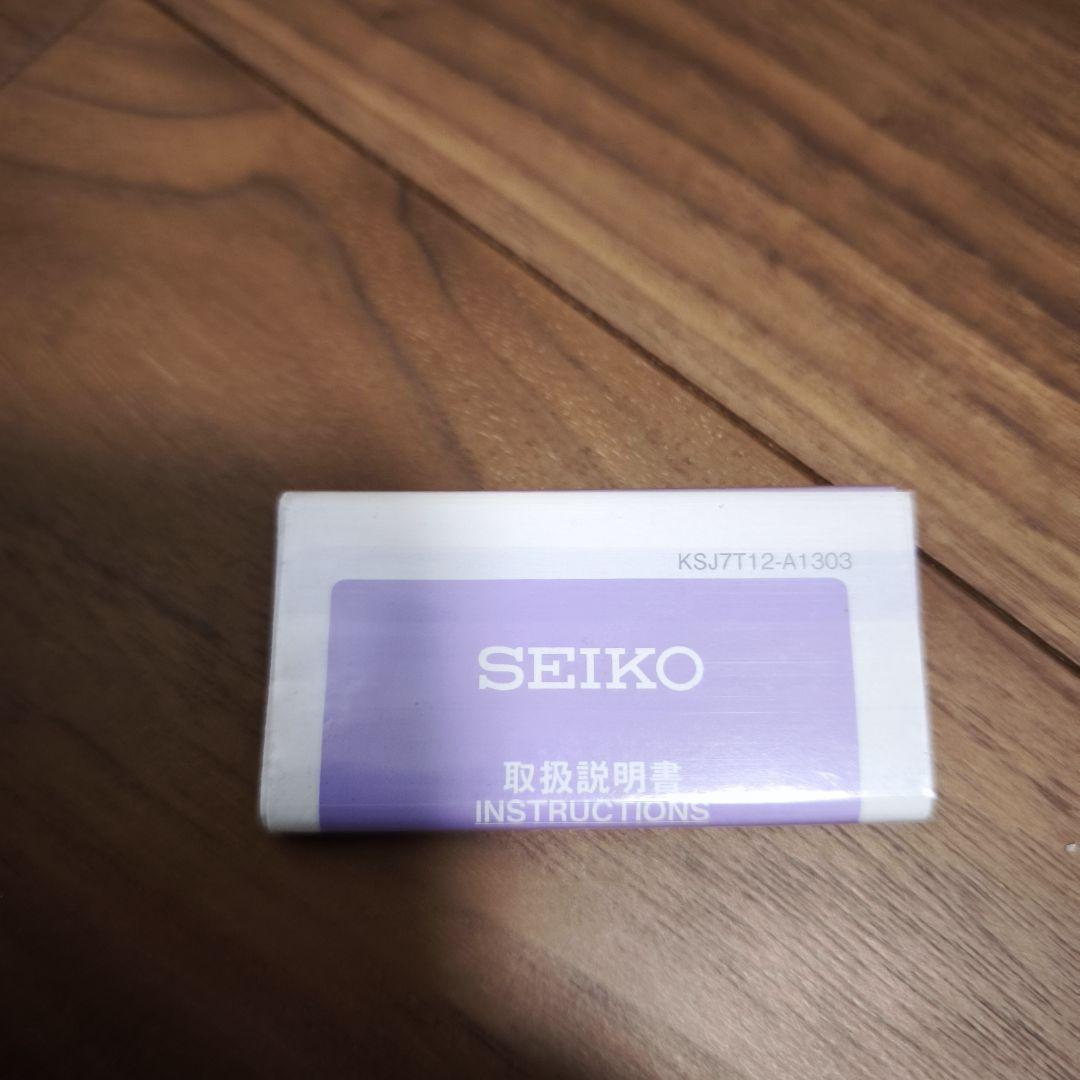 KSJ7T12-A1303
SEIKO
取扱説明書
INSTRUCTIONS